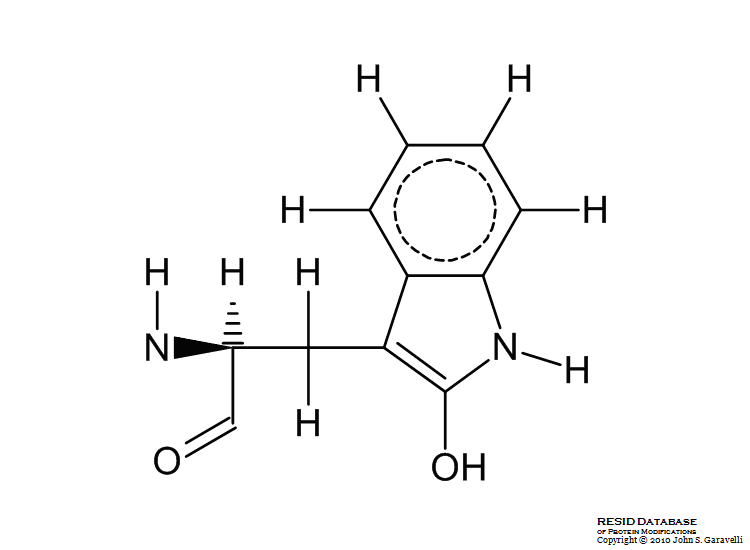 H H
H H
H H H
N N
H
H
O OH
RESID DATABASE
OF PROTEIN MODIFICATIONS
Copyright © 2010 John S. Garavelli